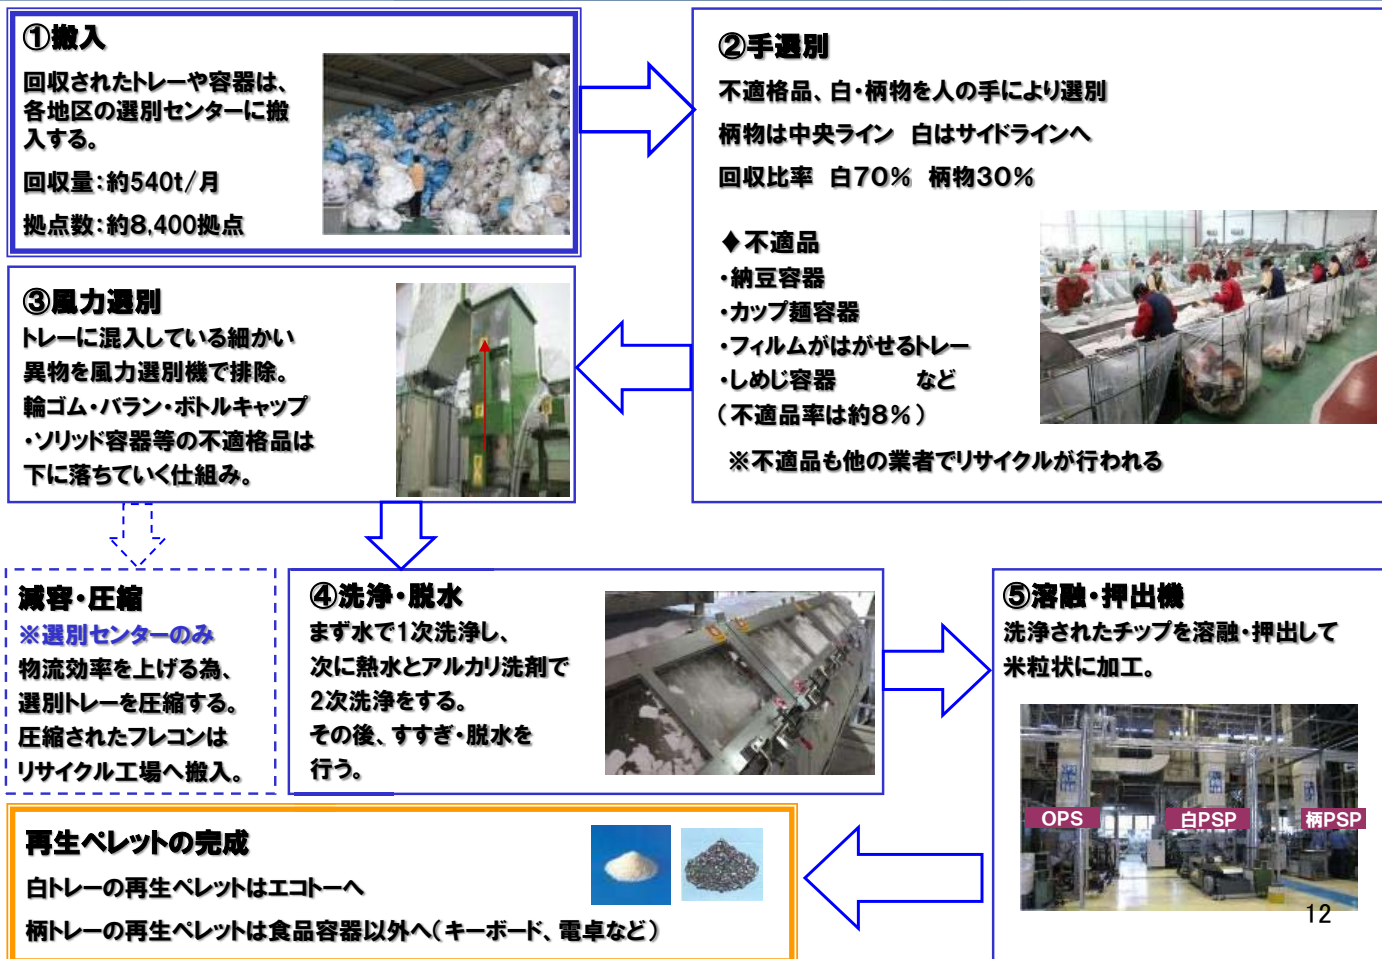 ①搬入
回収されたトレーや容器は、
各地区の選別センターに搬
入する。
回収量：約540t/月
拠点数：約8,400拠点
②手選別
不適格品、白・柄物を人の手により選別
柄物は中央ライン　白はサイドラインへ
回収比率　白70%　柄物30%
♦不適品
・納豆容器
・カップ麺容器
・フィルムがはがせるトレー
・しめじ容器　　　など
（不適品率は約8%）
※不適品も他の業者でリサイクルが行われる
③風力選別
トレーに混入している細かい
異物を風力選別機で排除。
輪ゴム・バラン・ボトルキャップ
・ソリッド容器等の不適格品は
下に落ちていく仕組み。
減容・圧縮
※選別センターのみ
物流効率を上げる為、
選別トレーを圧縮する。
圧縮されたフレコンは
リサイクル工場へ搬入。
④洗浄・脱水
まず水で1次洗浄し、
次に熱水とアルカリ洗剤で
2次洗浄をする。
その後、すすぎ・脱水を
行う。
⑤溶融・押出機
洗浄されたチップを溶融・押出して
米粒状に加工。
OPS
白PSP
柄PSP
再生ペレットの完成
白トレーの再生ペレットはエコトーへ
柄トレーの再生ペレットは食品容器以外へ（キーボード、電卓など）
12